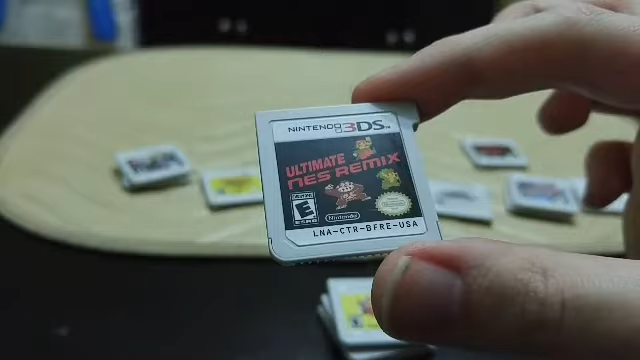 NINTENDO 3DS
ULTIMATE
NES REMIX
E
Nintendo
LNA-CTR-BFRE-USA